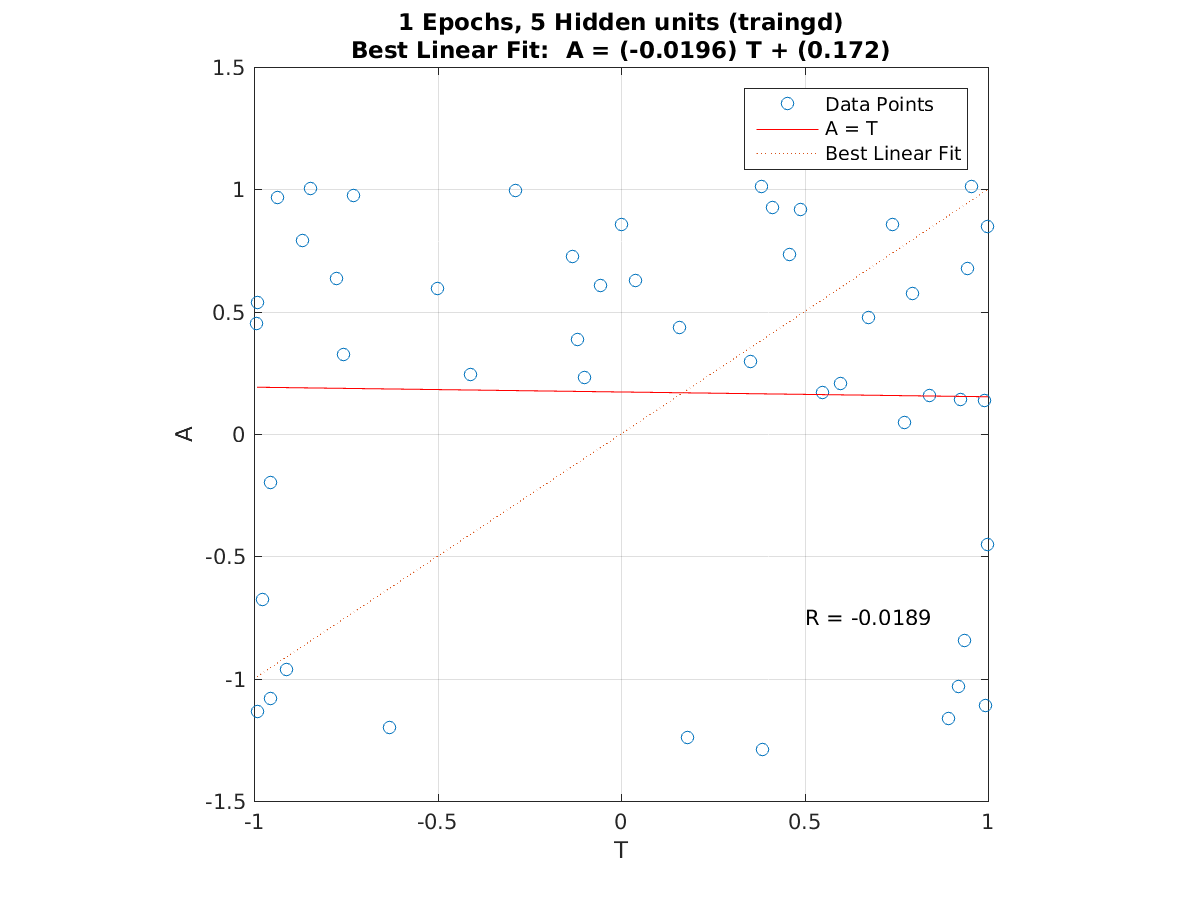 1 Epochs, 5 Hidden units (traingd)
Best Linear Fit:  A = (-0.0196) T + (0.172)
1.5
Data Points
A = T
Best Linear Fit
1
0.5
A
0
-0.5
R = -0.0189
-1
-1.5
-1 -0.5 0 0.5 1
T